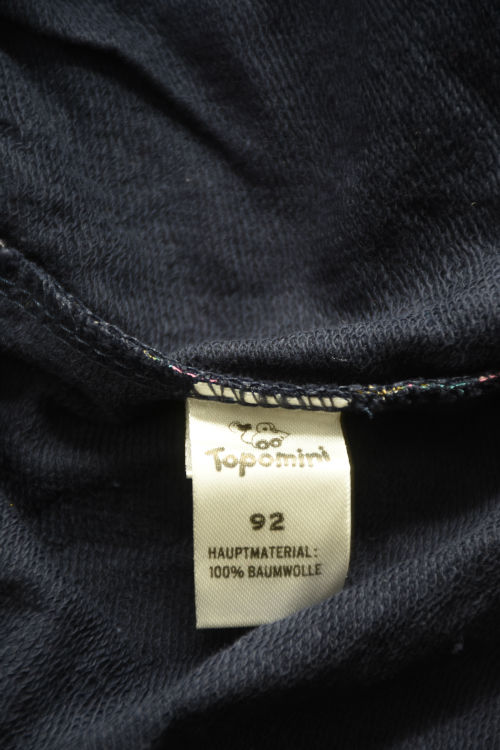 Topomini
92
HAUPTMATERIAL:
100% BAUMWOLLE